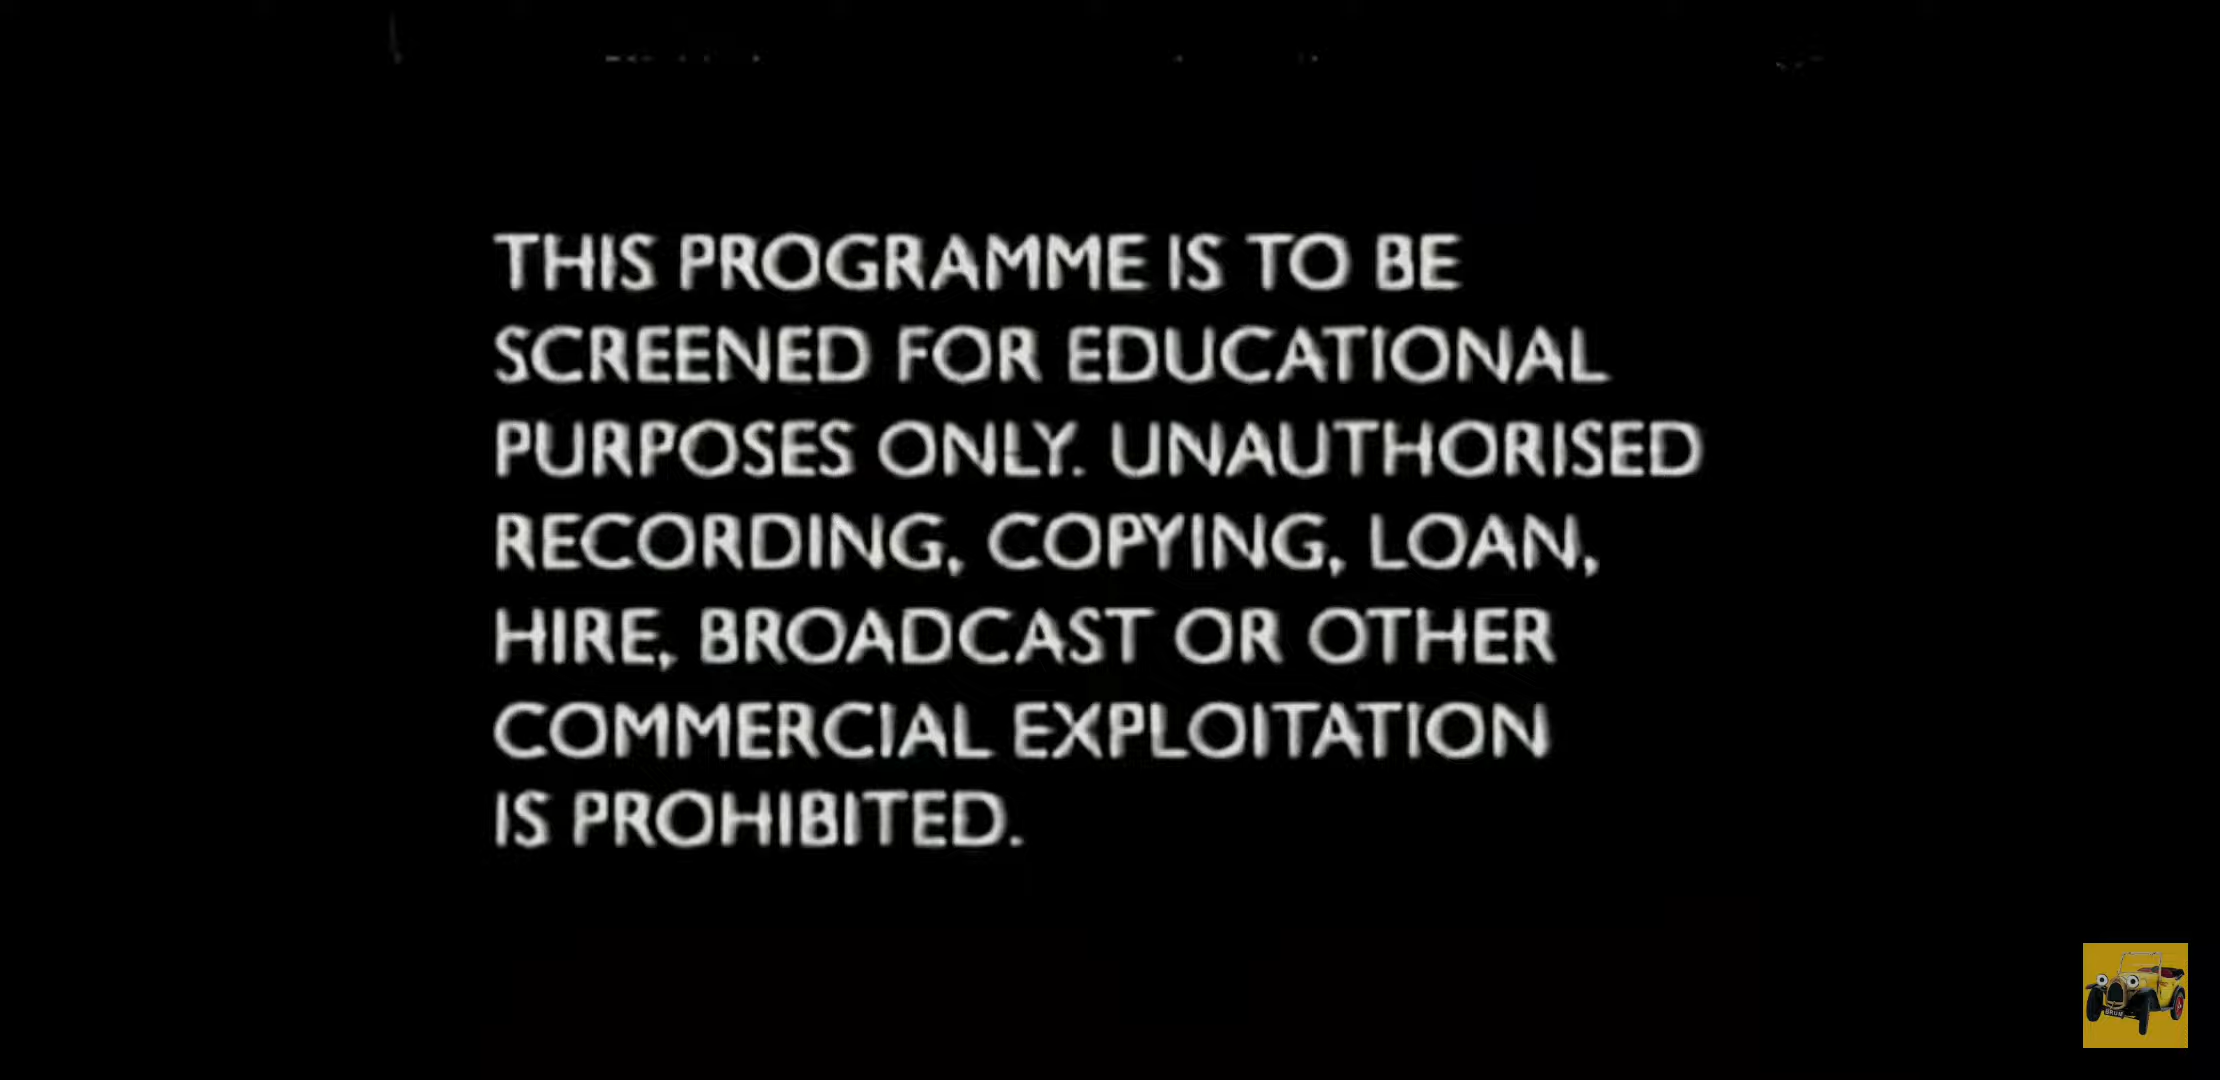 THIS PROGRAMME IS TO BE
SCREENED FOR EDUCATIONAL
PURPOSES ONLY. UNAUTHORISED
RECORDING, COPYING, LOAN,
HIRE, BROADCAST OR OTHER
COMMERCIAL EXPLOITATION
IS PROHIBITED.
BRUM